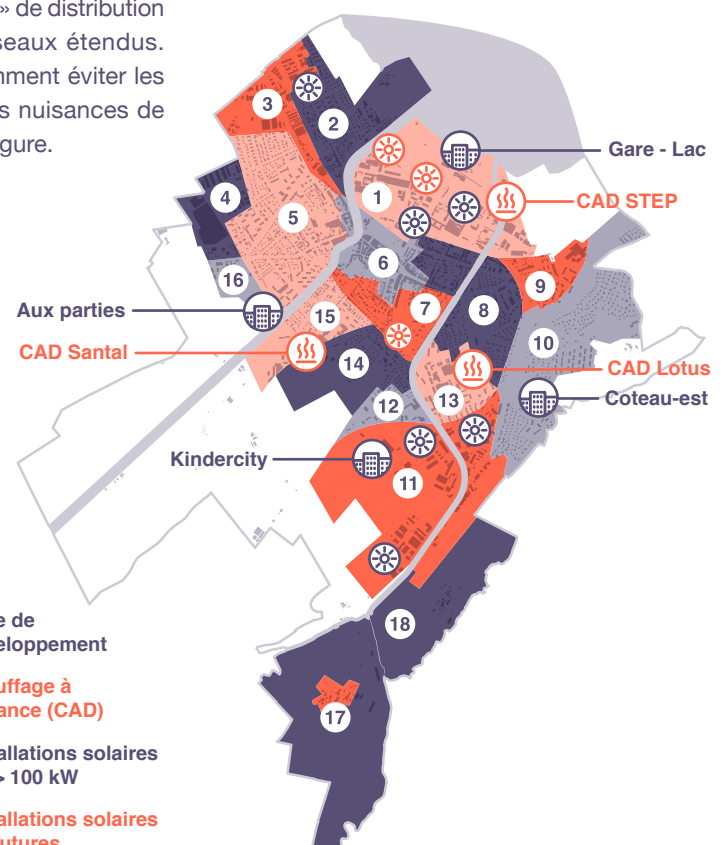 » de distribution
seaux étendus.
mment éviter les
s nuisances de
gure.
3
2
Gare - Lac
1
4
CAD STEP
5
6
16
9
Aux parties
15
7
8
10
CAD Santal
14
CAD Lotus
13
Coteau-est
12
Kindercity
11
18
e de
eloppement
uffage à
ance (CAD)
17
allations solaires
> 100 kW
allations solaires
utures